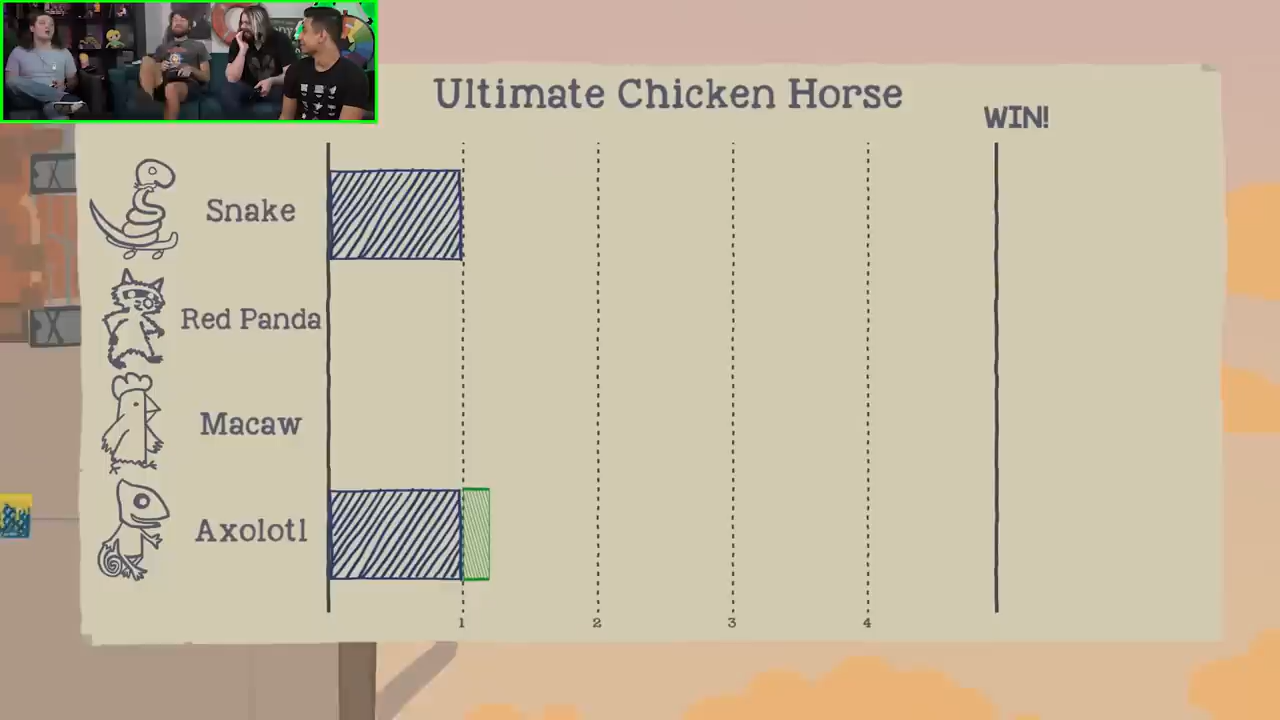 Ultimate Chicken Horse
WIN!
Snake
Red Panda
Macaw
Axolotl
1 2 3 4